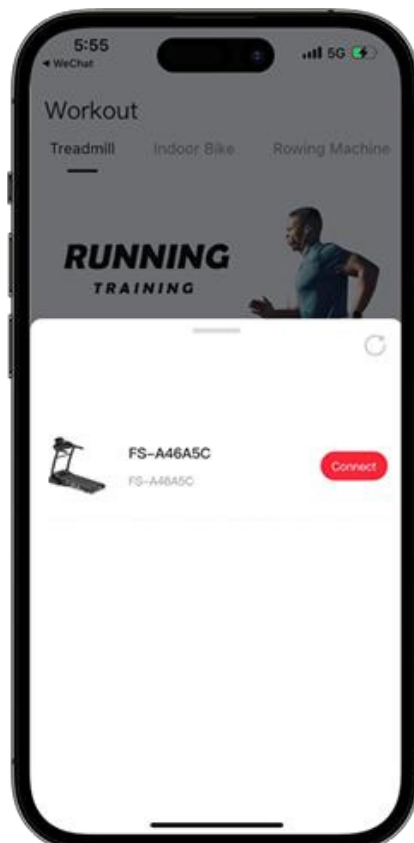 5:55
5G
◄ WeChat
Workout
Treadmill Indoor Bike Rowing Machine
RUNNING
TRAINING
FS-A46A5C
FS-A46A5C
Connect